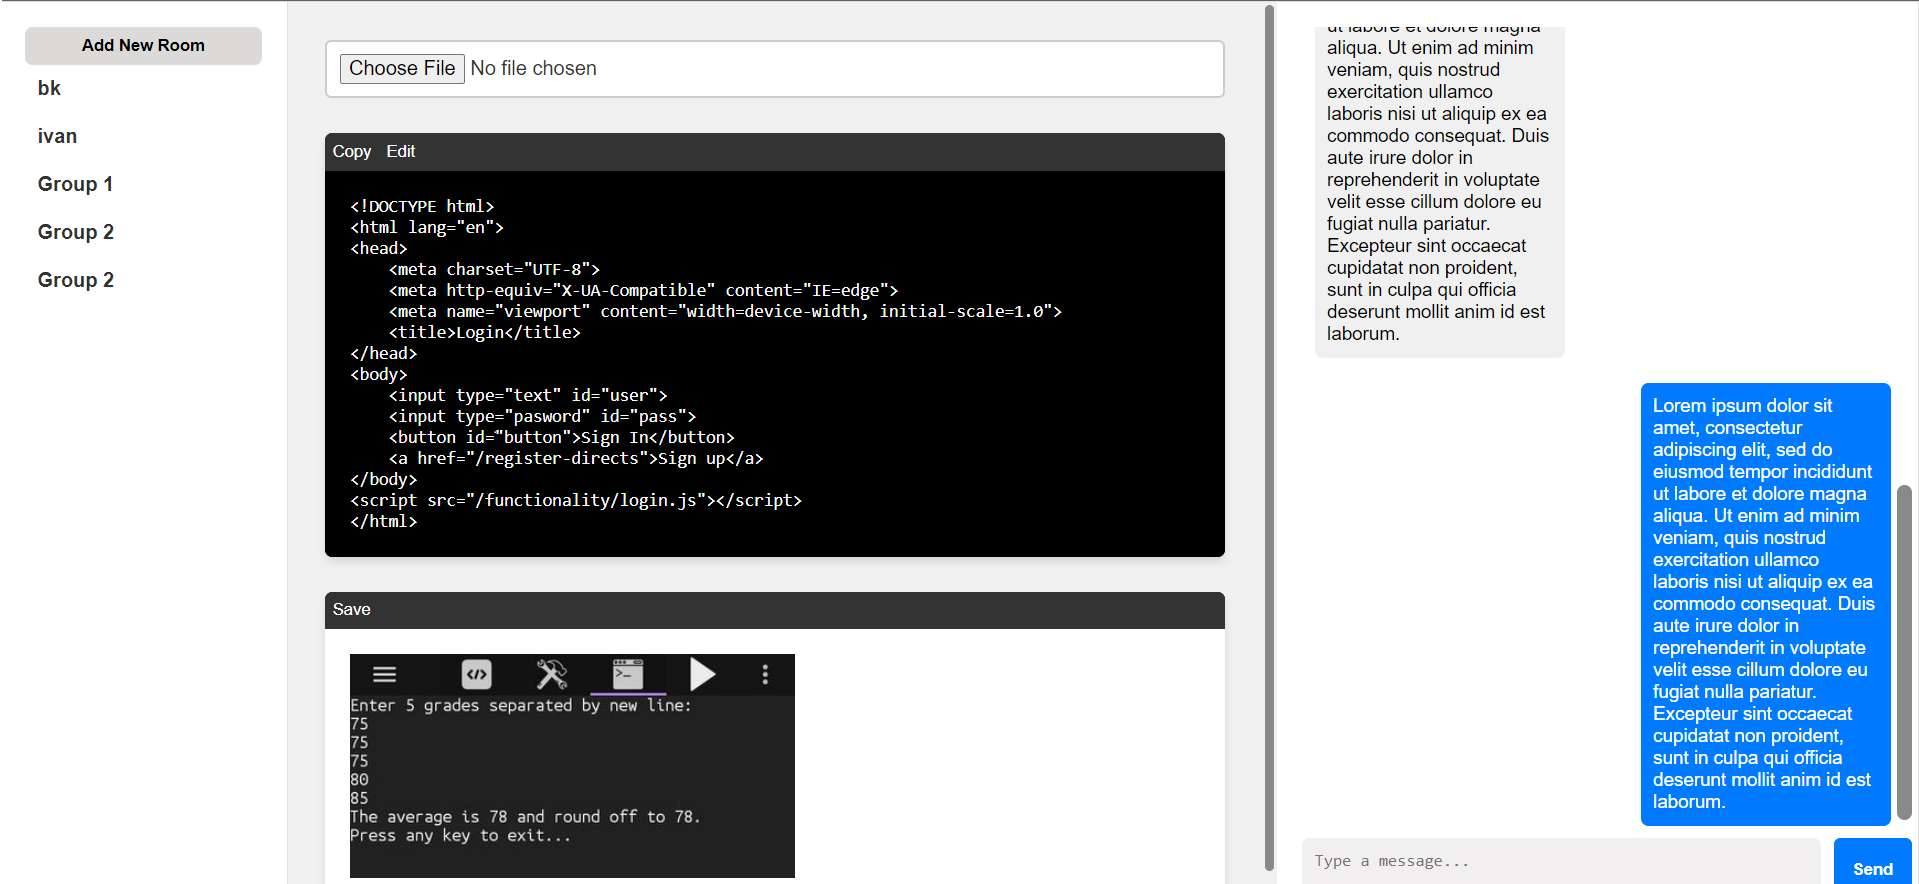 Add New Room
bk
ivan
Group 1
Group 2
Group 2
Choose File No file chosen
Copy Edit
<!DOCTYPE html>
<html lang="en">
<head>
    <meta charset="UTF-8">
    <meta http-equiv="X-UA-Compatible" content="IE=edge">
    <meta name="viewport" content="width=device-width, initial-scale=1.0">
    <title>Login</title>
</head>
<body>
    <input type="text" id="user">
    <input type="pasword" id="pass">
    <button id="button">Sign In</button>
    <a href="/register-directs">Sign up</a>
</body>
<script src="/functionality/login.js"></script>
</html>
Save
Enter 5 grades separated by new line:
75
75
75
80
85
The average is 78 and round off to 78.
Press any key to exit...
ut labore et dolore magna
aliqua. Ut enim ad minim
veniam, quis nostrud
exercitation ullamco
laboris nisi ut aliquip ex ea
commodo consequat. Duis
aute irure dolor in
reprehenderit in voluptate
velit esse cillum dolore eu
fugiat nulla pariatur.
Excepteur sint occaecat
cupidatat non proident,
sunt in culpa qui officia
deserunt mollit anim id est
laborum.
Lorem ipsum dolor sit
amet, consectetur
adipiscing elit, sed do
eiusmod tempor incididunt
ut labore et dolore magna
aliqua. Ut enim ad minim
veniam, quis nostrud
exercitation ullamco
laboris nisi ut aliquip ex ea
commodo consequat. Duis
aute irure dolor in
reprehenderit in voluptate
velit esse cillum dolore eu
fugiat nulla pariatur.
Excepteur sint occaecat
cupidatat non proident,
sunt in culpa qui officia
deserunt mollit anim id est
laborum.
Type a message...
Send